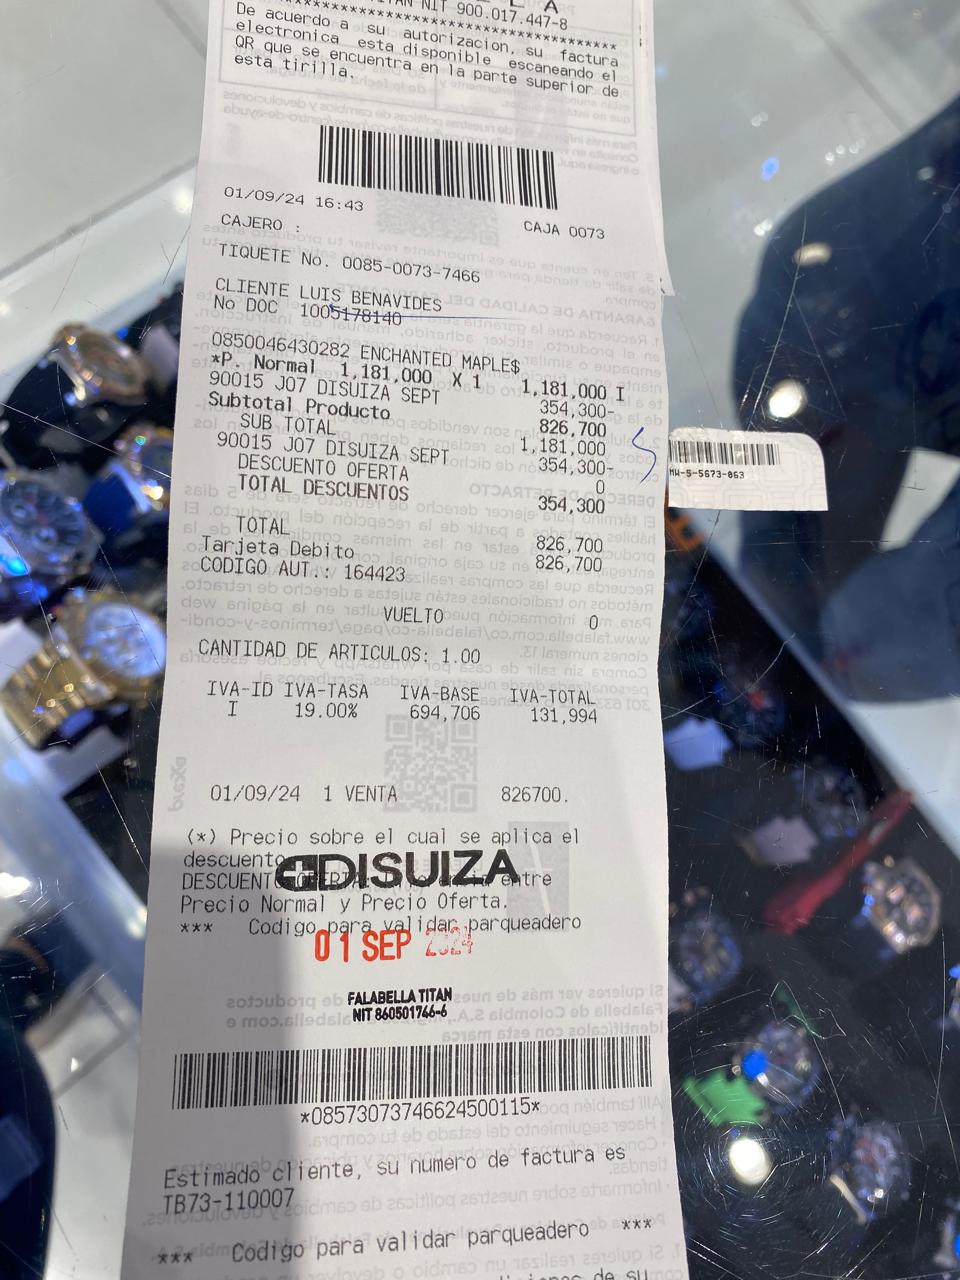 TAN NIT 900.017.447-8
De acuerdo a su autorizacion, su factura
electronica esta disponible escaneando el
QR que se encuentra en la parte superior de
esta tirilla.
01/09/24 16:43
CAJERO :
CAJA 0073
TIQUETE No. 0085-0073-7466
CLIENTE LUIS BENAVIDES
No DOC 1005178140
0850046430282 ENCHANTED MAPLE$
*P. Normal 1,181,000 X 1 1,181,000 I
90015 J07 DISUIZA SEPT 354,300-
Subtotal Producto 826,700
SUB TOTAL 1,181,000
90015 J07 DISUIZA SEPT 354,300-
DESCUENTO OFERTA 0
TOTAL DESCUENTOS 354,300
TOTAL 826,700
Tarjeta Debito 826,700
CODIGO AUT.: 164423
VUELTO 0
CANTIDAD DE ARTICULOS: 1.00
IVA-ID IVA-TASA IVA-BASE IVA-TOTAL
I 19.00% 694,706 131,994
01/09/24 1 VENTA 826700.
(*) Precio sobre el cual se aplica el
descuento
DISUIZA
DESCUENTO OFERTA entre
Precio Normal y Precio Oferta.
*** Codigo para validar parqueadero
01 SEP 2024
FALABELLA TITAN
NIT 860501746-6
*08573073746624500115*
Estimado cliente, su numero de factura es
TB73-110007
*** Codigo para validar parqueadero ***
MW-5-5673-063